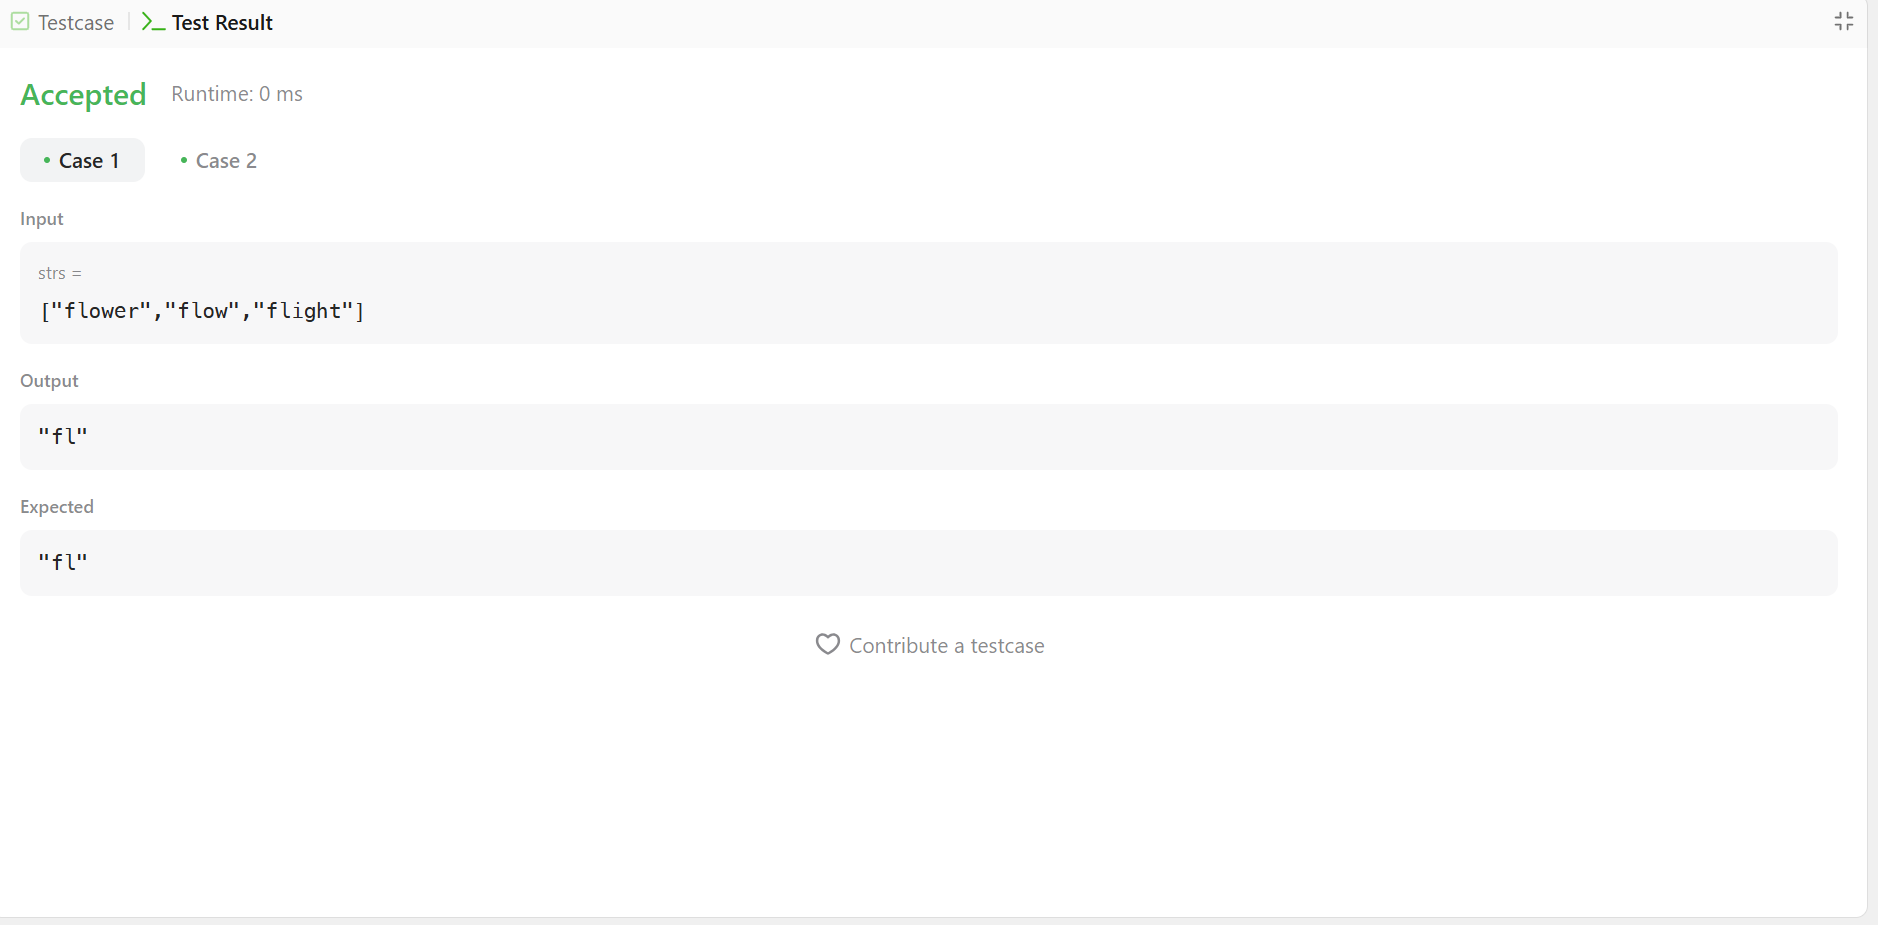 Testcase
Test Result
Accepted
Runtime: 0 ms
Case 1
Case 2
Input
strs =
["flower","flow","flight"]
Output
"fl"
Expected
"fl"
Contribute a testcase